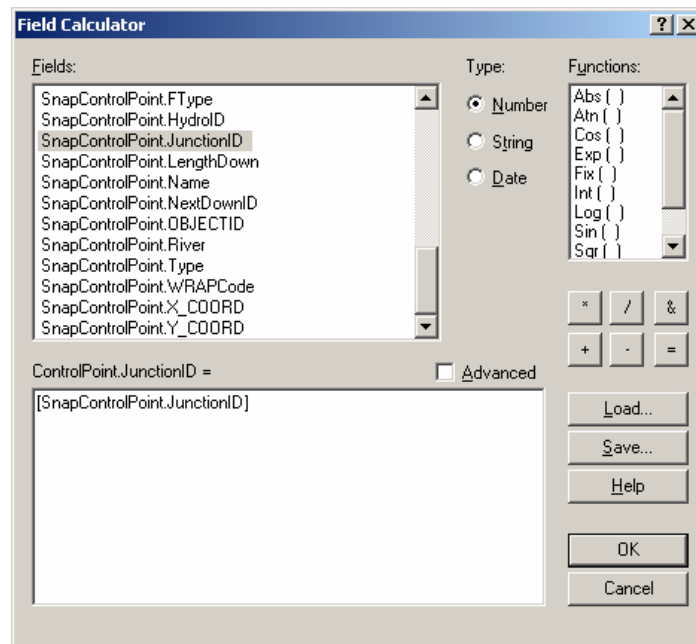 Field Calculator
Fields:
SnapControlPoint.FType
SnapControlPoint.HydroID
SnapControlPoint.JunctionID
SnapControlPoint.LengthDown
SnapControlPoint.Name
SnapControlPoint.NextDownID
SnapControlPoint.OBJECTID
SnapControlPoint.River
SnapControlPoint.Type
SnapControlPoint.WRAPCode
SnapControlPoint.X_COORD
SnapControlPoint.Y_COORD
Type:
Number
String
Date
Functions:
Abs ( )
Atn ( )
Cos ( )
Exp ( )
Fix ( )
Int ( )
Log ( )
Sin ( )
Sqr ( )
* / &
+ - =
ControlPoint.JunctionID =
Advanced
[SnapControlPoint.JunctionID]
Load...
Save...
Help
OK
Cancel